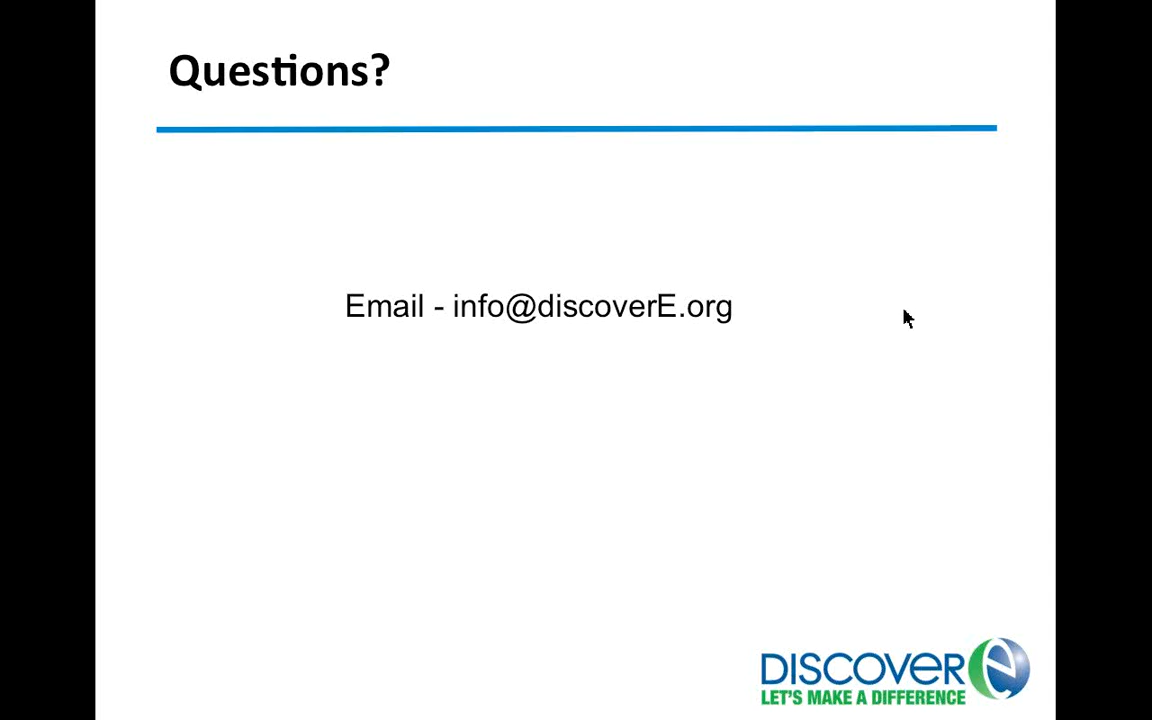 Questions?
Email - info@discoverE.org
DISCOVER e
LET'S MAKE A DIFFERENCE